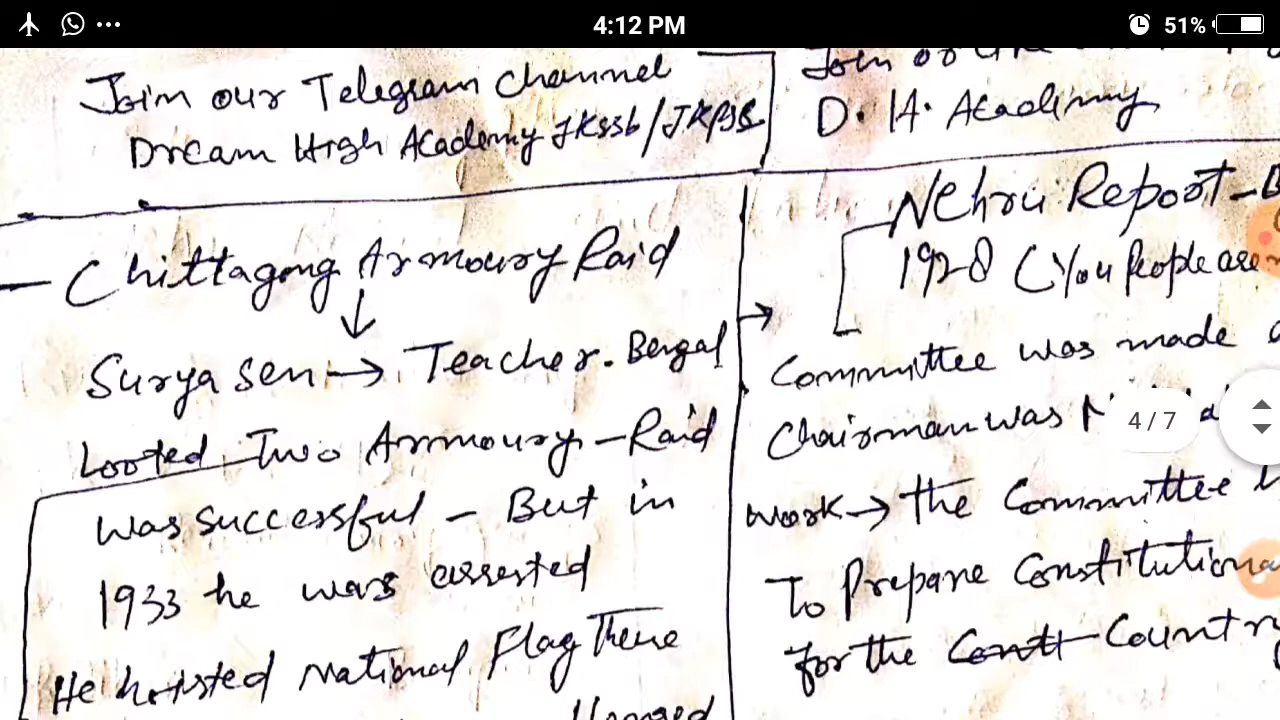 4:12 PM
51%
Join our Telegram Channel
Dream High Academy JKSSb/JKPSC
D. H. Academy
Chittagong Armoury Raid
Surya Sen → Teacher. Bengal
Looted Two Armoury - Raid
was successful - But in
1933 he was arrested
He hoisted National Flag There
Nehru Report -
1928 (You People are
Committee was made
Chairman was
4 / 7
work → the Committee
To Prepare Constitutiona
for the Country